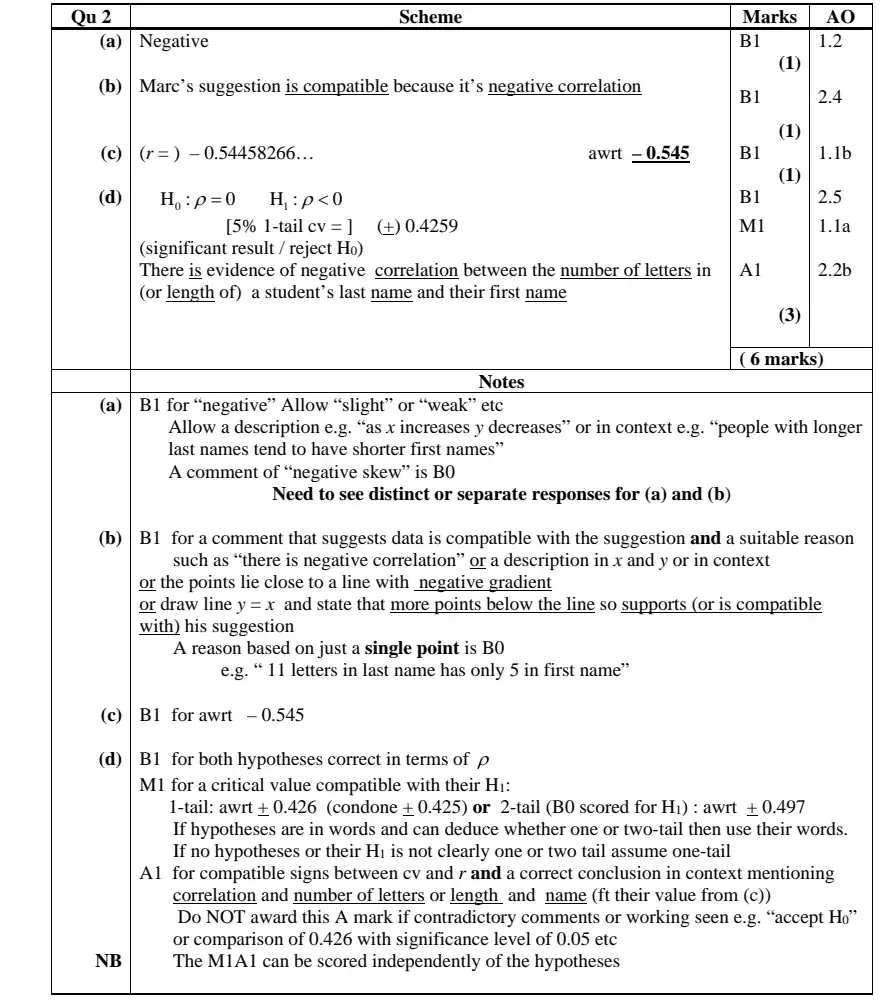 Qu 2 Scheme Marks AO
(a) Negative B1 1.2
(1)
(b) Marc’s suggestion is compatible because it’s negative correlation
B1 2.4
(1)
(c) (r = ) – 0.54458266… awrt – 0.545 B1 1.1b
(1)
(d) H₀ : ρ = 0 H₁ : ρ < 0 B1 2.5
[5% 1-tail cv = ] (+) 0.4259 M1 1.1a
(significant result / reject H₀)
There is evidence of negative correlation between the number of letters in A1 2.2b
(or length of) a student’s last name and their first name
(3)
( 6 marks)
Notes
(a) B1 for “negative” Allow “slight” or “weak” etc
Allow a description e.g. “as x increases y decreases” or in context e.g. “people with longer
last names tend to have shorter first names”
A comment of “negative skew” is B0
Need to see distinct or separate responses for (a) and (b)
(b) B1 for a comment that suggests data is compatible with the suggestion and a suitable reason
such as “there is negative correlation” or a description in x and y or in context
or the points lie close to a line with negative gradient
or draw line y = x and state that more points below the line so supports (or is compatible
with) his suggestion
A reason based on just a single point is B0
e.g. “ 11 letters in last name has only 5 in first name”
(c) B1 for awrt – 0.545
(d) B1 for both hypotheses correct in terms of ρ
M1 for a critical value compatible with their H₁:
1-tail: awrt ± 0.426 (condone ± 0.425) or 2-tail (B0 scored for H₁) : awrt ± 0.497
If hypotheses are in words and can deduce whether one or two-tail then use their words.
If no hypotheses or their H₁ is not clearly one or two tail assume one-tail
A1 for compatible signs between cv and r and a correct conclusion in context mentioning
correlation and number of letters or length and name (ft their value from (c))
Do NOT award this A mark if contradictory comments or working seen e.g. “accept H₀”
or comparison of 0.426 with significance level of 0.05 etc
NB The M1A1 can be scored independently of the hypotheses